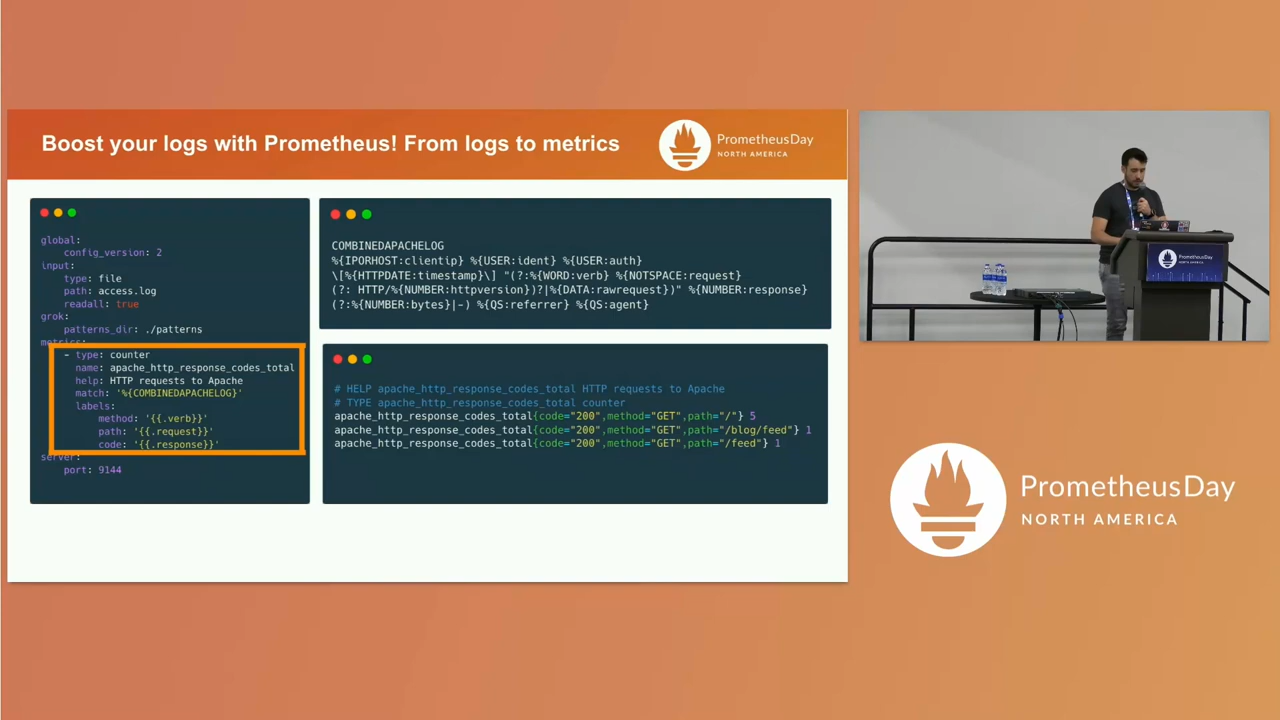 Boost your logs with Prometheus! From logs to metrics
PrometheusDay
NORTH AMERICA
global:
config_version: 2
input:
type: file
path: access.log
readall: true
grok:
patterns_dir: ./patterns
metrics:
- type: counter
name: apache_http_response_codes_total
help: HTTP requests to Apache
match: '%{COMBINEDAPACHELOG}'
labels:
method: '{{.verb}}'
path: '{{.request}}'
code: '{{.response}}'
server:
port: 9144
COMBINEDAPACHELOG
%{IPORHOST:clientip} %{USER:ident} %{USER:auth}
\[%{HTTPDATE:timestamp}\] "(?:%{WORD:verb} %{NOTSPACE:request}
(?: HTTP/%{NUMBER:httpversion})?|%{DATA:rawrequest})" %{NUMBER:response}
(?:%{NUMBER:bytes}|-) %{QS:referrer} %{QS:agent}
# HELP apache_http_response_codes_total HTTP requests to Apache
# TYPE apache_http_response_codes_total counter
apache_http_response_codes_total{code="200",method="GET",path="/"} 5
apache_http_response_codes_total{code="200",method="GET",path="/blog/feed"} 1
apache_http_response_codes_total{code="200",method="GET",path="/feed"} 1
PrometheusDay
NORTH AMERICA